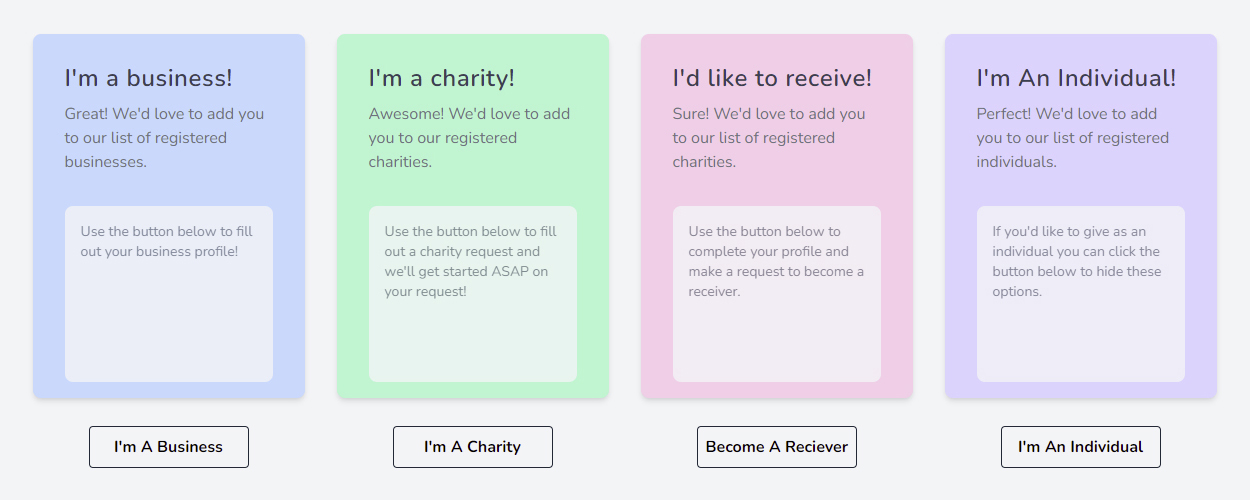 I'm a business!
Great! We'd love to add you
to our list of registered
businesses.
Use the button below to fill
out your business profile!
I'm A Business
I'm a charity!
Awesome! We'd love to add
you to our registered
charities.
Use the button below to fill
out a charity request and
we'll get started ASAP on
your request!
I'm A Charity
I'd like to receive!
Sure! We'd love to add you
to our list of registered
charities.
Use the button below to
complete your profile and
make a request to become a
receiver.
Become A Reciever
I'm An Individual!
Perfect! We'd love to add
you to our list of registered
individuals.
If you'd like to give as an
individual you can click the
button below to hide these
options.
I'm An Individual